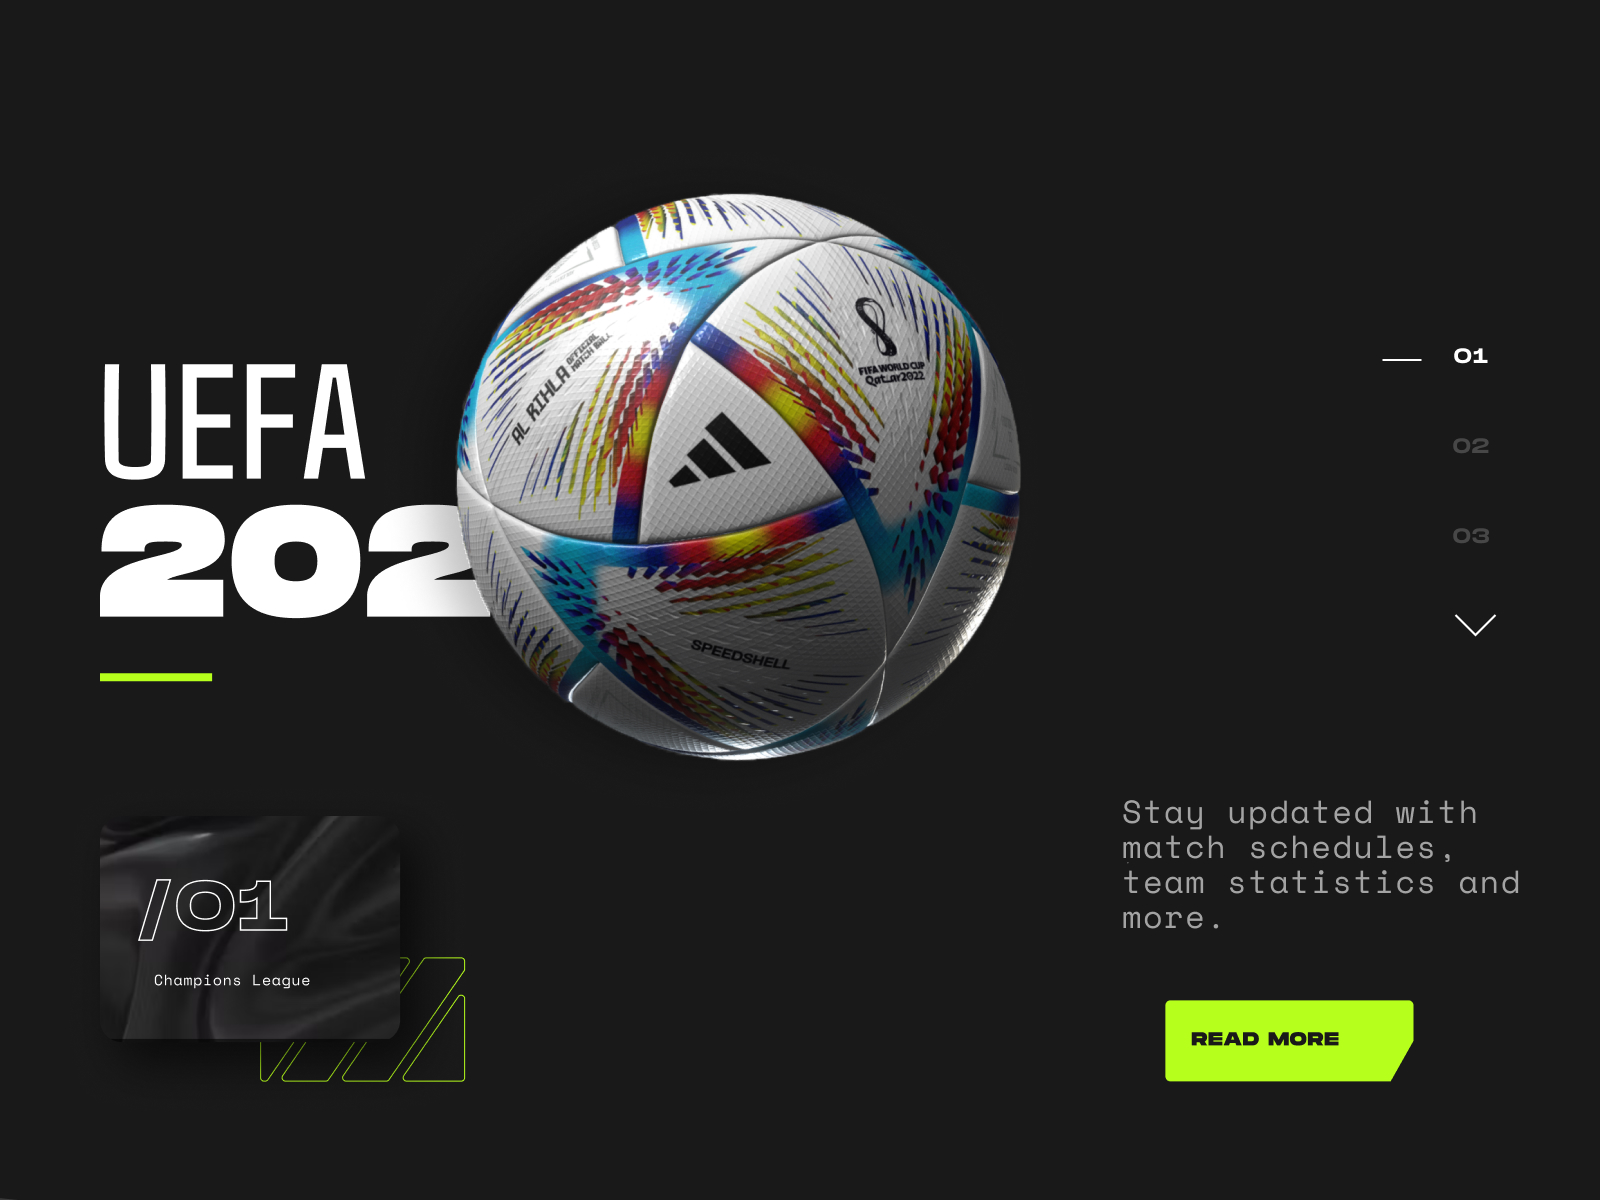 UEFA
202
AL RIHLA
OFFICIAL
MATCH BALL
FIFA WORLD CUP
Qatar2022
SPEEDSHELL
01
02
03
/01
Champions League
Stay updated with
match schedules,
team statistics and
more.
READ MORE